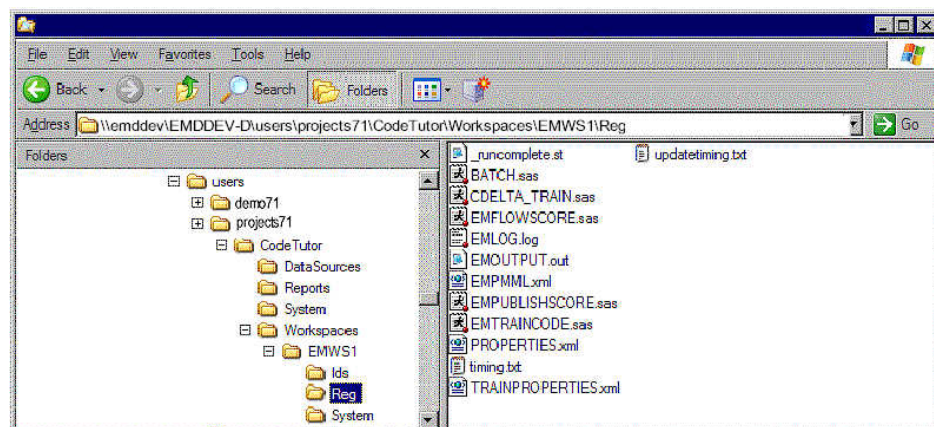 File Edit View Favorites Tools Help
Back Search Folders
Address \\emddev\EMDDEV-D\users\projects71\CodeTutor\Workspaces\EMWS1\Reg Go
Folders
users
demo71
projects71
CodeTutor
DataSources
Reports
System
Workspaces
EMWS1
Ids
Reg
System
_runcomplete.st
BATCH.sas
CDELTA_TRAIN.sas
EMFLOWSCORE.sas
EMLOG.log
EMOUTPUT.out
EMPMML.xml
EMPUBLISHSCORE.sas
EMTRAINCODE.sas
PROPERTIES.xml
timing.txt
TRAINPROPERTIES.xml
updatetiming.txt